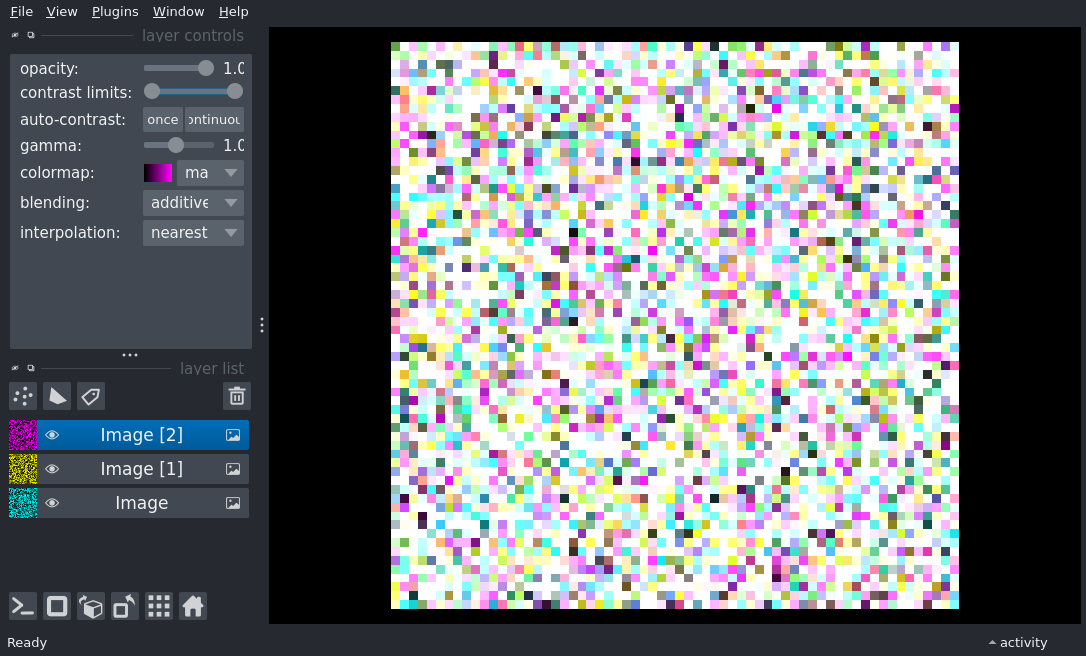 File View Plugins Window Help
layer controls
opacity: 1.0
contrast limits:
auto-contrast: once ontinuou
gamma: 1.0
colormap: ma
blending: additive
interpolation: nearest
layer list
Image [2]
Image [1]
Image
Ready activity